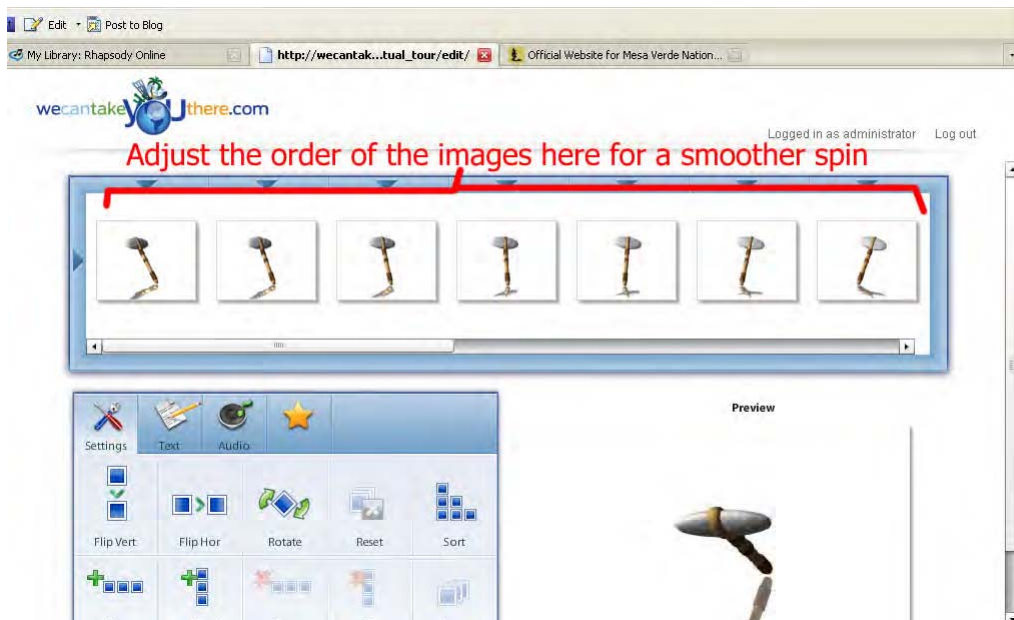 Edit Post to Blog
My Library: Rhapsody Online http://wecantak...tual_tour/edit/ Official Website for Mesa Verde Nation...
wecantakeyouthere.com
Logged in as administrator Log out
Adjust the order of the images here for a smoother spin
Settings Text Audio
Preview
Flip Vert Flip Hor Rotate Reset Sort